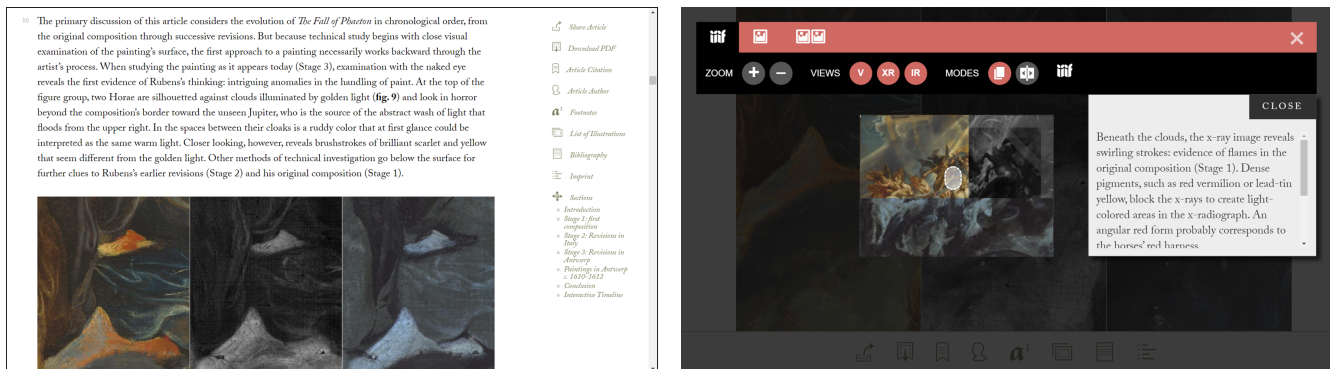 10 The primary discussion of this article considers the evolution of The Fall of Phaeton in chronological order, from
the original composition through successive revisions. But because technical study begins with close visual
examination of the painting's surface, the first approach to a painting necessarily works backward through the
artist's process. When studying the painting as it appears today (Stage 3), examination with the naked eye
reveals the first evidence of Rubens's thinking: intriguing anomalies in the handling of paint. At the top of the
figure group, two Horae are silhouetted against clouds illuminated by golden light (fig. 9) and look in horror
beyond the composition's border toward the unseen Jupiter, who is the source of the abstract wash of light that
floods from the upper right. In the spaces between their cloaks is a ruddy color that at first glance could be
interpreted as the same warm light. Closer looking, however, reveals brushstrokes of brilliant scarlet and yellow
that seem different from the golden light. Other methods of technical investigation go below the surface for
further clues to Rubens's earlier revisions (Stage 2) and his original composition (Stage 1).
Share Article
Download PDF
Article Citation
Article Author
a1 Footnotes
List of Illustrations
Bibliography
Imprint
Sections
Introduction
Stage 1: first
composition
Stage 2: Revisions in
Italy
Stage 3: Revisions in
Antwerp
Paintings in Antwerp
c. 1610-1612
Conclusion
Interactive Timeline
iiif
ZOOM + − VIEWS V XR IR MODES iiif
CLOSE
Beneath the clouds, the x-ray image reveals
swirling strokes: evidence of flames in the
original composition (Stage 1). Dense
pigments, such as red vermilion or lead-tin
yellow, block the x-rays to create light-
colored areas in the x-radiograph. An
angular red form probably corresponds to
the horses' red harness.
a1